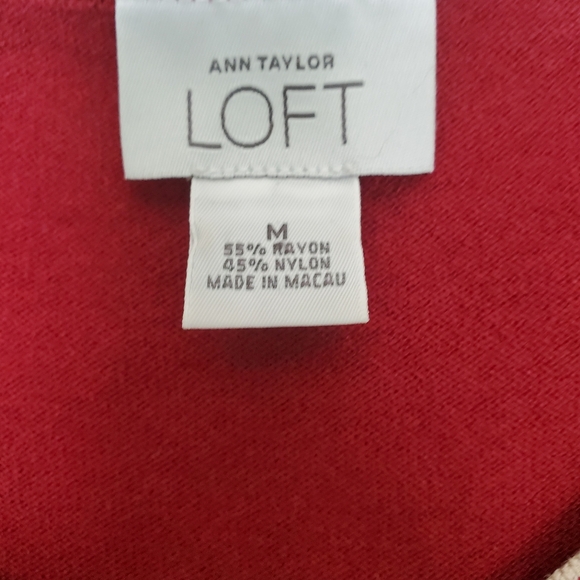 ANN TAYLOR
LOFT
M
55% RAYON
45% NYLON
MADE IN MACAU